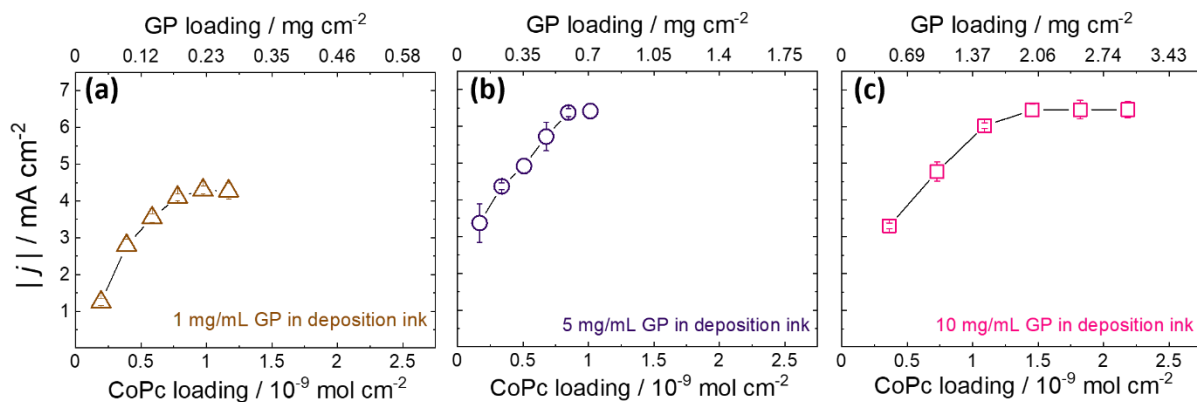 GP loading / mg cm⁻² GP loading / mg cm⁻² GP loading / mg cm⁻²
0 0.12 0.23 0.35 0.46 0.58 0 0.35 0.7 1.05 1.4 1.75 0 0.69 1.37 2.06 2.74 3.43
(a) (b) (c)
7
6
5
4
3
2
1
| j | / mA cm⁻²
1 mg/mL GP in deposition ink 5 mg/mL GP in deposition ink 10 mg/mL GP in deposition ink
0 0.5 1 1.5 2 2.5 0 0.5 1 1.5 2 2.5 0 0.5 1 1.5 2 2.5
CoPc loading / 10⁻⁹ mol cm⁻² CoPc loading / 10⁻⁹ mol cm⁻² CoPc loading / 10⁻⁹ mol cm⁻²